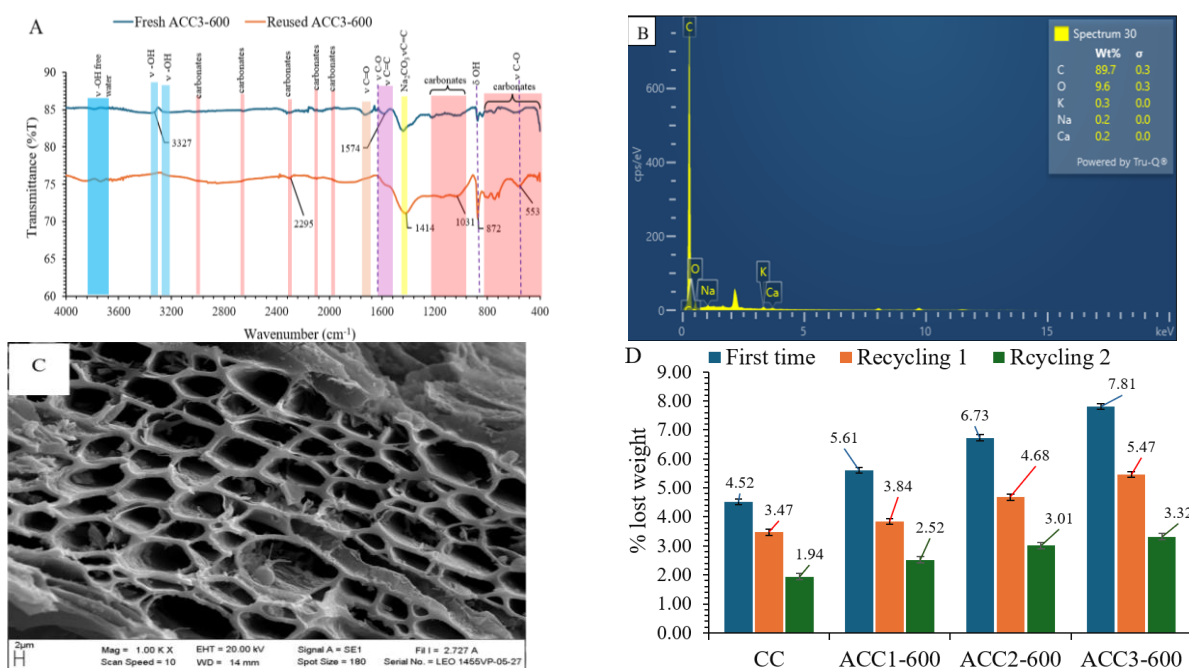 Fresh ACC3-600
Reused ACC3-600
A
ν -OH free
water
ν -OH
ν -OH
carbonates
carbonates
carbonates
carbonates
carbonates
ν C=O
ν C-O
ν C=C
Na₂CO₃ νC=C
carbonates
δ OH
ν C-O
carbonates
Transmittance (%T)
90
85
80
75
70
65
60
3327
1574
2295
1414
1031
872
553
4000
3600
3200
2800
2400
2000
1600
1200
800
400
Wavenumber (cm⁻¹)
B
C
Spectrum 30
Wt% σ
C 89.7 0.3
O 9.6 0.3
K 0.3 0.0
Na 0.2 0.0
Ca 0.2 0.0
Powered by Tru-Q®
cps/eV
600
400
200
0
O
Na
K
Ca
0
5
10
15
keV
C
2µm
H
Mag = 1.00 K X EHT = 20.00 kV Signal A = SE1 Fil I = 2.727 A
Scan Speed = 10 WD = 14 mm Spot Size = 180 Serial No. = LEO 1455VP-05-27
D
First time
Recycling 1
Rcycling 2
% lost weight
9.00
8.00
7.00
6.00
5.00
4.00
3.00
2.00
1.00
0.00
4.52
3.47
1.94
5.61
3.84
2.52
6.73
4.68
3.01
7.81
5.47
3.32
CC
ACC1-600
ACC2-600
ACC3-600